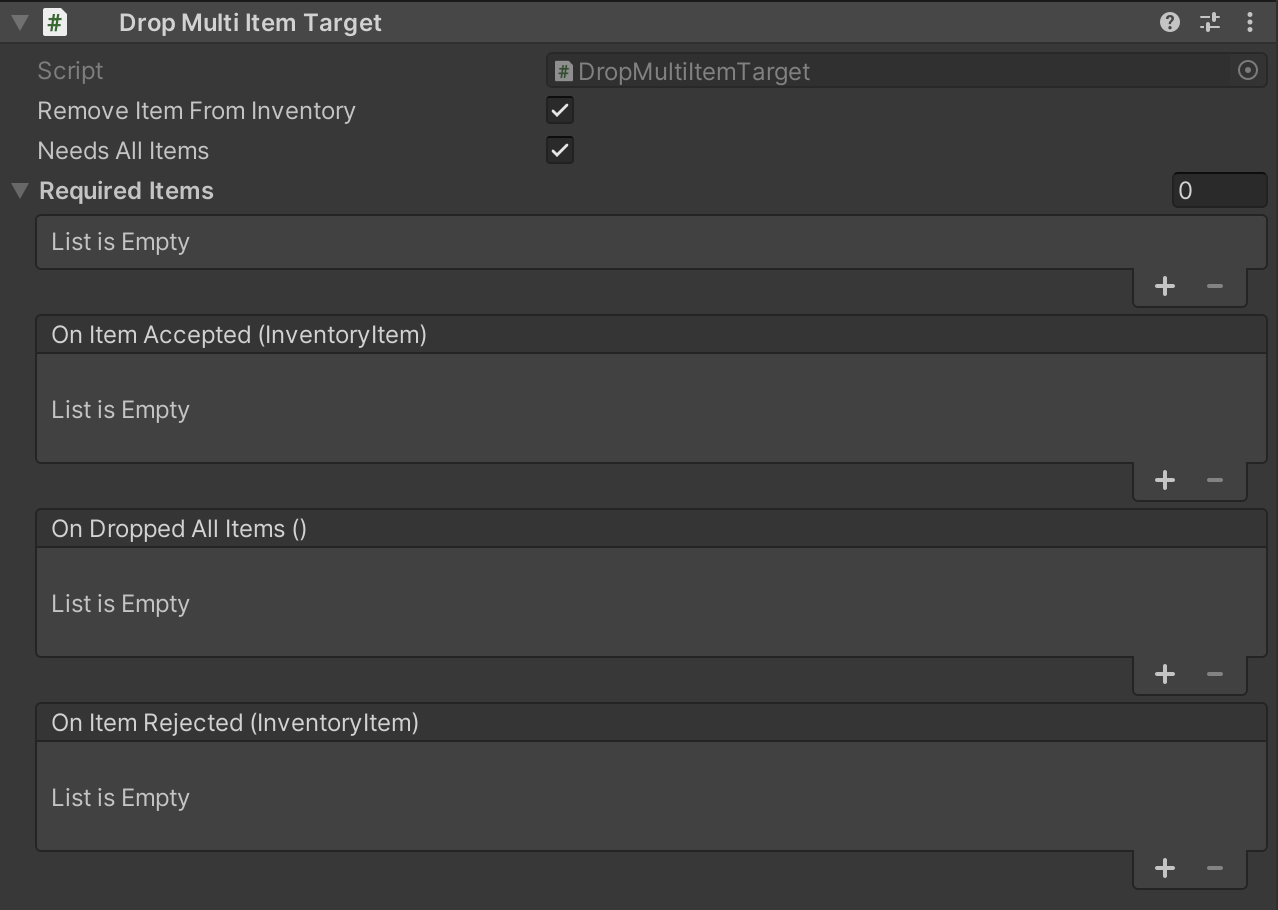 Drop Multi Item Target
Script
DropMultiItemTarget
Remove Item From Inventory
Needs All Items
Required Items
0
List is Empty
On Item Accepted (InventoryItem)
List is Empty
On Dropped All Items ()
List is Empty
On Item Rejected (InventoryItem)
List is Empty